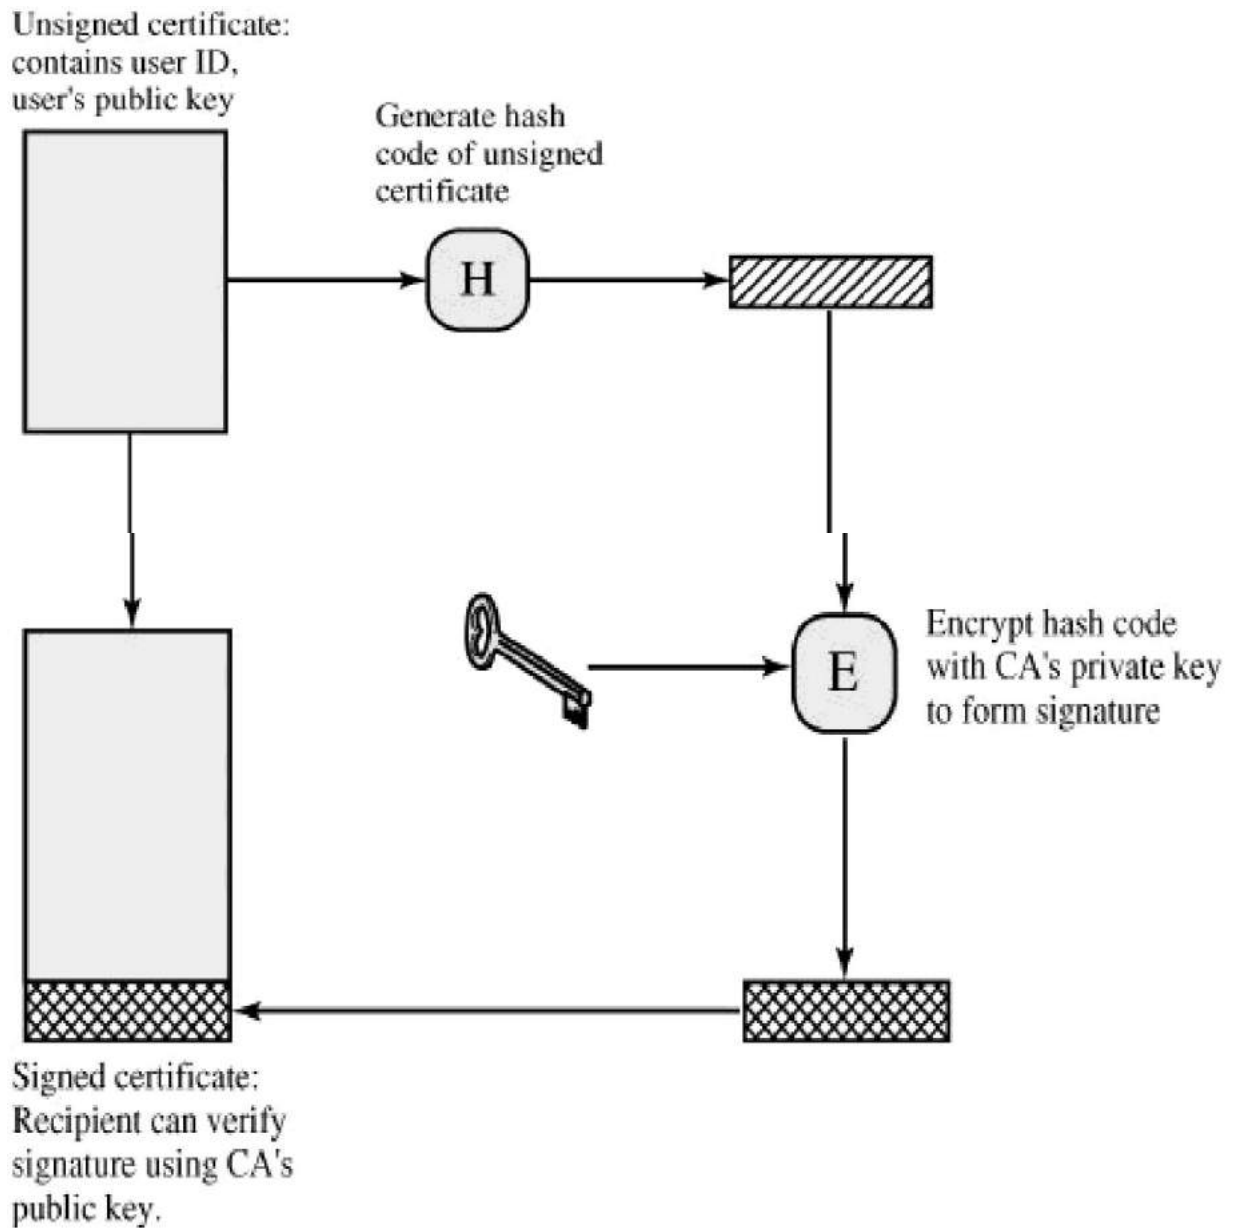 Unsigned certificate:
contains user ID,
user's public key
Generate hash
code of unsigned
certificate
H
E
Encrypt hash code
with CA's private key
to form signature
Signed certificate:
Recipient can verify
signature using CA's
public key.